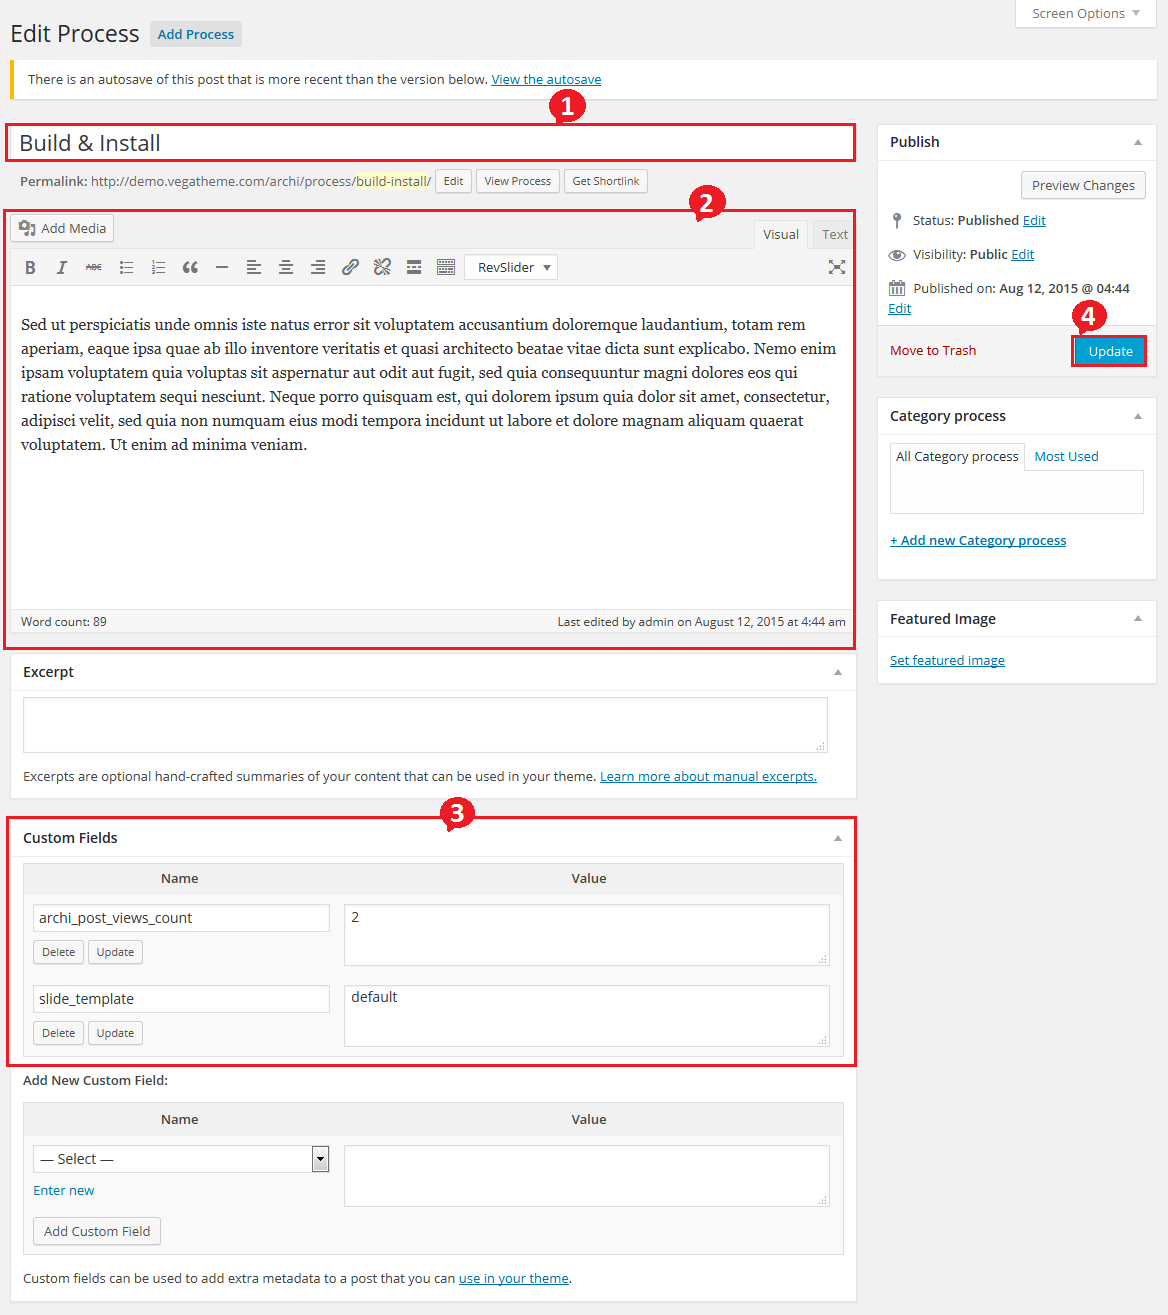 Screen Options
Edit Process Add Process
There is an autosave of this post that is more recent than the version below. View the autosave
1
Build & Install
Permalink: http://demo.vegatheme.com/archi/process/build-install/ Edit View Process Get Shortlink
2
Add Media
Visual Text
B I ABC RevSlider
Sed ut perspiciatis unde omnis iste natus error sit voluptatem accusantium doloremque laudantium, totam rem
aperiam, eaque ipsa quae ab illo inventore veritatis et quasi architecto beatae vitae dicta sunt explicabo. Nemo enim
ipsam voluptatem quia voluptas sit aspernatur aut odit aut fugit, sed quia consequuntur magni dolores eos qui
ratione voluptatem sequi nesciunt. Neque porro quisquam est, qui dolorem ipsum quia dolor sit amet, consectetur,
adipisci velit, sed quia non numquam eius modi tempora incidunt ut labore et dolore magnam aliquam quaerat
voluptatem. Ut enim ad minima veniam.
Word count: 89 Last edited by admin on August 12, 2015 at 4:44 am
Excerpt
Excerpts are optional hand-crafted summaries of your content that can be used in your theme. Learn more about manual excerpts.
3
Custom Fields
Name Value
archi_post_views_count 2
Delete Update
slide_template default
Delete Update
Add New Custom Field:
Name Value
— Select —
Enter new
Add Custom Field
Custom fields can be used to add extra metadata to a post that you can use in your theme.
Publish
Preview Changes
Status: Published Edit
Visibility: Public Edit
Published on: Aug 12, 2015 @ 04:44
Edit
4
Move to Trash Update
Category process
All Category process Most Used
+ Add new Category process
Featured Image
Set featured image